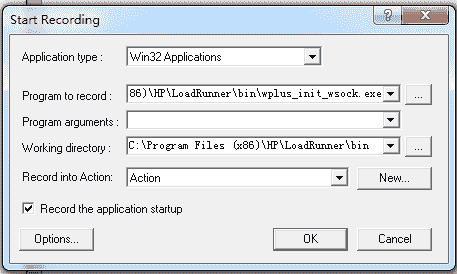 Start Recording
Application type :
Win32 Applications
Program to record :
86)\HP\LoadRunner\bin\wplus_init_wsock.exe
...
Program arguments :
Working directory :
C:\Program Files (x86)\HP\LoadRunner\bin
...
Record into Action:
Action
New...
Record the application startup
Options...
OK
Cancel